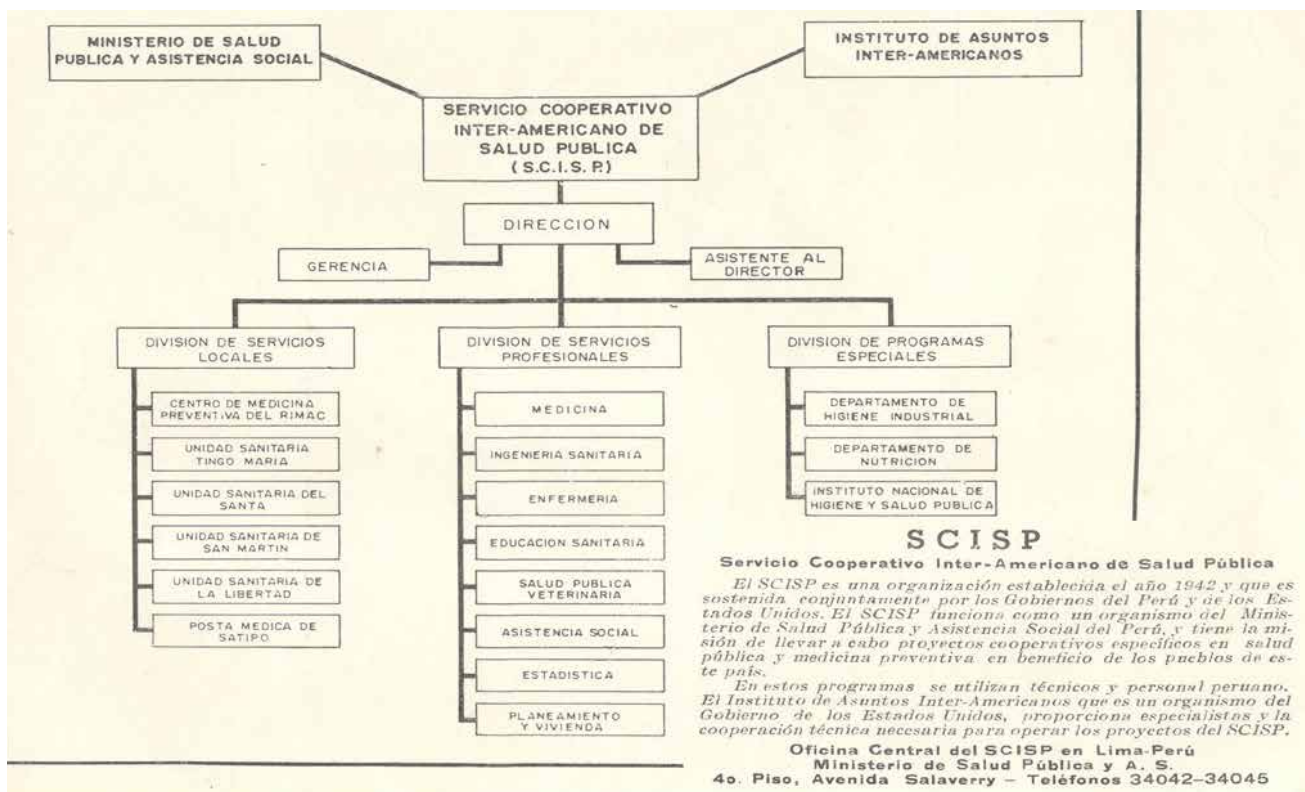 MINISTERIO DE SALUD
PUBLICA Y ASISTENCIA SOCIAL
INSTITUTO DE ASUNTOS
INTER-AMERICANOS
SERVICIO COOPERATIVO
INTER-AMERICANO DE
SALUD PUBLICA
(S.C.I.S.P.)
DIRECCION
GERENCIA
ASISTENTE AL
DIRECTOR
DIVISION DE SERVICIOS
LOCALES
CENTRO DE MEDICINA
PREVENTIVA DEL RIMAC
UNIDAD SANITARIA
TINGO MARIA
UNIDAD SANITARIA DEL
SANTA
UNIDAD SANITARIA DE
SAN MARTIN
UNIDAD SANITARIA DE
LA LIBERTAD
POSTA MEDICA DE
SATIPO
DIVISION DE SERVICIOS
PROFESIONALES
MEDICINA
INGENIERIA SANITARIA
ENFERMERIA
EDUCACION SANITARIA
SALUD PUBLICA
VETERINARIA
ASISTENCIA SOCIAL
ESTADISTICA
PLANEAMIENTO
Y VIVIENDA
DIVISION DE PROGRAMAS
ESPECIALES
DEPARTAMENTO DE
HIGIENE INDUSTRIAL
DEPARTAMENTO DE
NUTRICION
INSTITUTO NACIONAL DE
HIGIENE Y SALUD PUBLICA
SCISP
Servicio Cooperativo Inter-Americano de Salud Pública
El SCISP es una organización establecida el año 1942 y que es
sostenida conjuntamente por los Gobiernos del Perú y de los Es-
tados Unidos. El SCISP funciona como un organismo del Minis-
terio de Salud Pública y Asistencia Social del Perú, y tiene la mi-
sión de llevar a cabo proyectos cooperativos específicos en salud
pública y medicina preventiva en beneficio de los pueblos de es-
te país.
En estos programas se utilizan técnicos y personal peruano.
El Instituto de Asuntos Inter-Americanos que es un organismo del
Gobierno de los Estados Unidos, proporciona especialistas y la
cooperación técnica necesaria para operar los proyectos del SCISP.
Oficina Central del SCISP en Lima-Perú
Ministerio de Salud Pública y A. S.
4o. Piso, Avenida Salaverry – Teléfonos 34042–34045